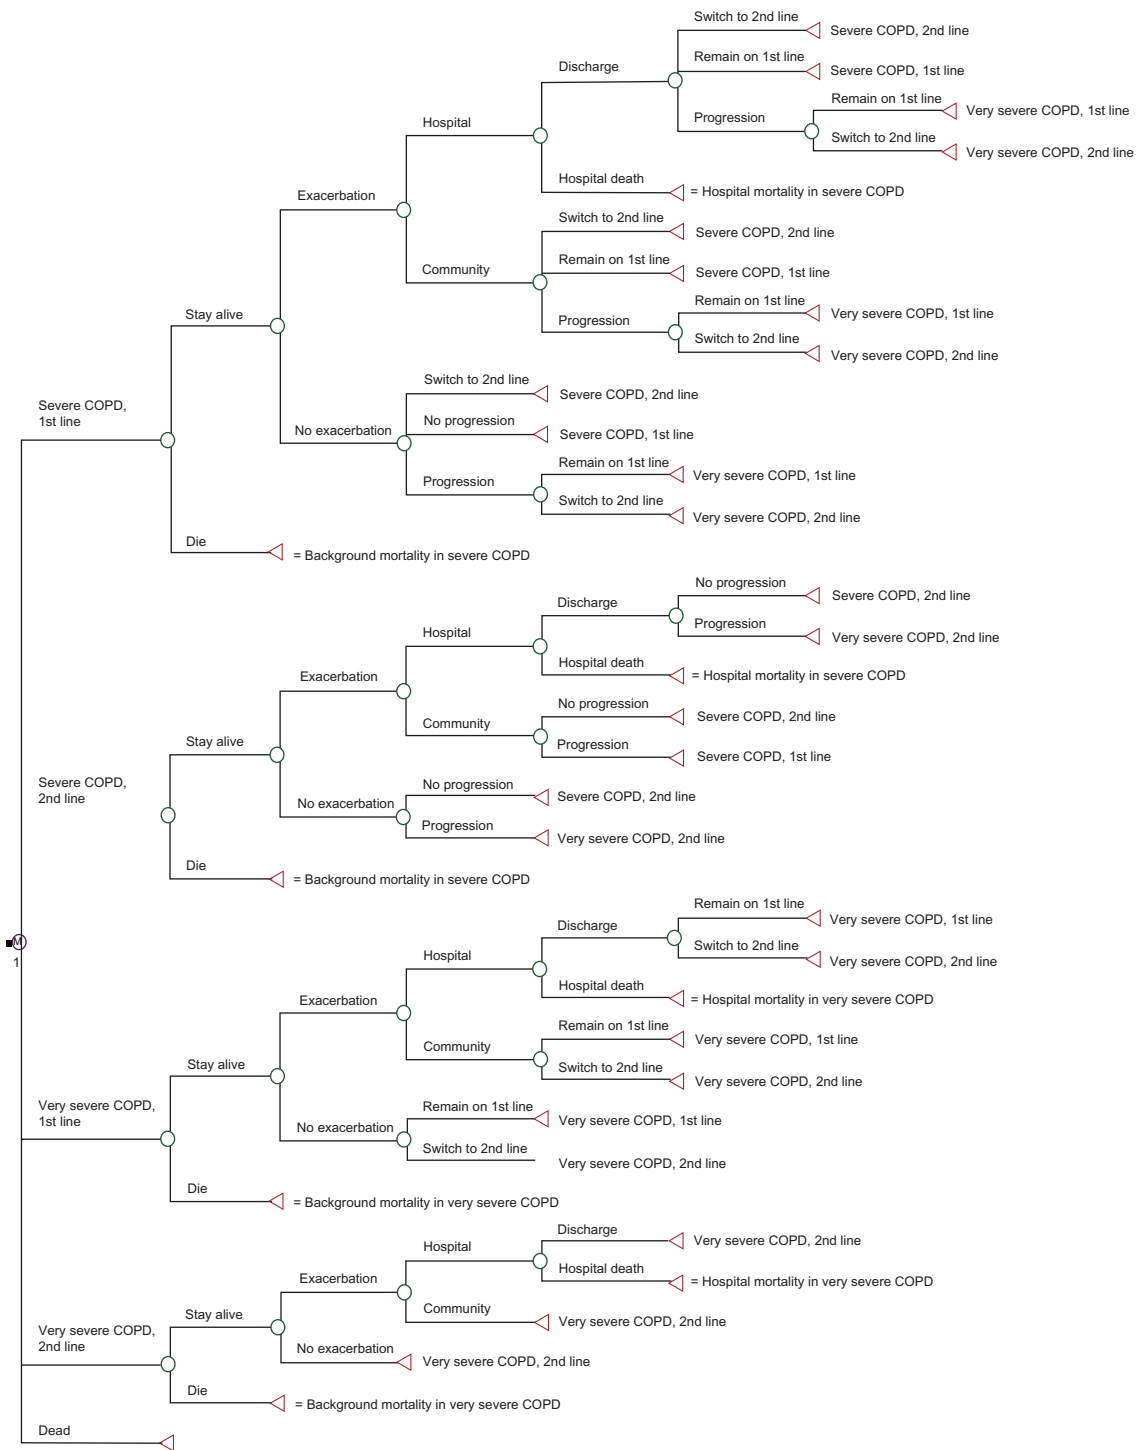 Switch to 2nd line
Severe COPD, 2nd line
Remain on 1st line
Severe COPD, 1st line
Discharge
Remain on 1st line
Very severe COPD, 1st line
Progression
Switch to 2nd line
Very severe COPD, 2nd line
Hospital
Hospital death
= Hospital mortality in severe COPD
Exacerbation
Switch to 2nd line
Severe COPD, 2nd line
Remain on 1st line
Severe COPD, 1st line
Community
Remain on 1st line
Very severe COPD, 1st line
Progression
Switch to 2nd line
Very severe COPD, 2nd line
Stay alive
Switch to 2nd line
Severe COPD, 2nd line
Severe COPD,
1st line
No progression
Severe COPD, 1st line
No exacerbation
Remain on 1st line
Very severe COPD, 1st line
Progression
Switch to 2nd line
Very severe COPD, 2nd line
Die
= Background mortality in severe COPD
No progression
Severe COPD, 2nd line
Discharge
Progression
Very severe COPD, 2nd line
Hospital
Hospital death
= Hospital mortality in severe COPD
Exacerbation
No progression
Severe COPD, 2nd line
Community
Progression
Severe COPD, 1st line
Stay alive
Severe COPD,
2nd line
No progression
Severe COPD, 2nd line
No exacerbation
Progression
Very severe COPD, 2nd line
Die
= Background mortality in severe COPD
Remain on 1st line
Very severe COPD, 1st line
Discharge
Switch to 2nd line
Very severe COPD, 2nd line
M
1
Hospital
Hospital death
= Hospital mortality in very severe COPD
Exacerbation
Remain on 1st line
Very severe COPD, 1st line
Community
Switch to 2nd line
Very severe COPD, 2nd line
Stay alive
Very severe COPD,
1st line
Remain on 1st line
Very severe COPD, 1st line
No exacerbation
Switch to 2nd line
Very severe COPD, 2nd line
Die
= Background mortality in very severe COPD
Discharge
Very severe COPD, 2nd line
Hospital
Hospital death
= Hospital mortality in very severe COPD
Exacerbation
Community
Very severe COPD, 2nd line
Stay alive
Very severe COPD,
2nd line
No exacerbation
Very severe COPD, 2nd line
Die
= Background mortality in very severe COPD
Dead